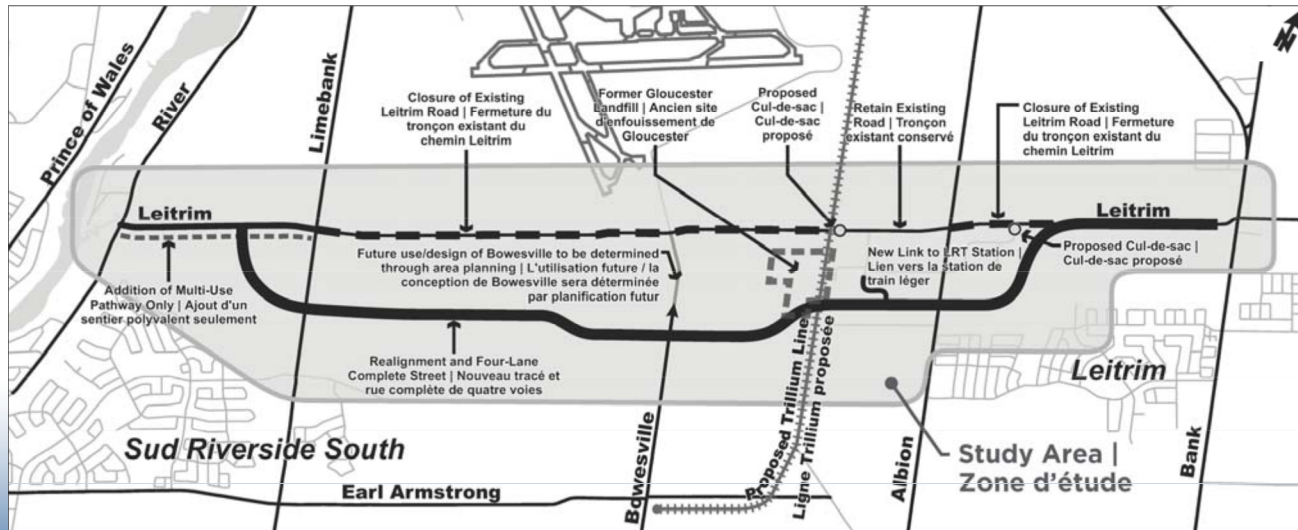 N
Prince of Wales
River
Limebank
Closure of Existing
Leitrim Road | Fermeture du
tronçon existant du
chemin Leitrim
Former Gloucester
Landfill | Ancien site
d'enfouissement de
Gloucester
Proposed
Cul-de-sac |
Cul-de-sac
proposé
Retain Existing
Road | Tronçon
existant conservé
Closure of Existing
Leitrim Road | Fermeture
du tronçon existant du
chemin Leitrim
Leitrim
Leitrim
Addition of Multi-Use
Pathway Only | Ajout d'un
sentier polyvalent seulement
Future use/design of Bowesville to be determined
through area planning | L'utilisation future / la
conception de Bowesville sera déterminée
par planification futur
New Link to LRT Station |
Lien vers la station de
train léger
Proposed Cul-de-sac |
Cul-de-sac proposé
Realignment and Four-Lane
Complete Street | Nouveau tracé et
rue complète de quatre voies
Leitrim
Sud Riverside South
Bowesville
Proposed Trillium Line
Ligne Trillium proposée
Albion
Bank
Study Area |
Zone d'étude
Earl Armstrong